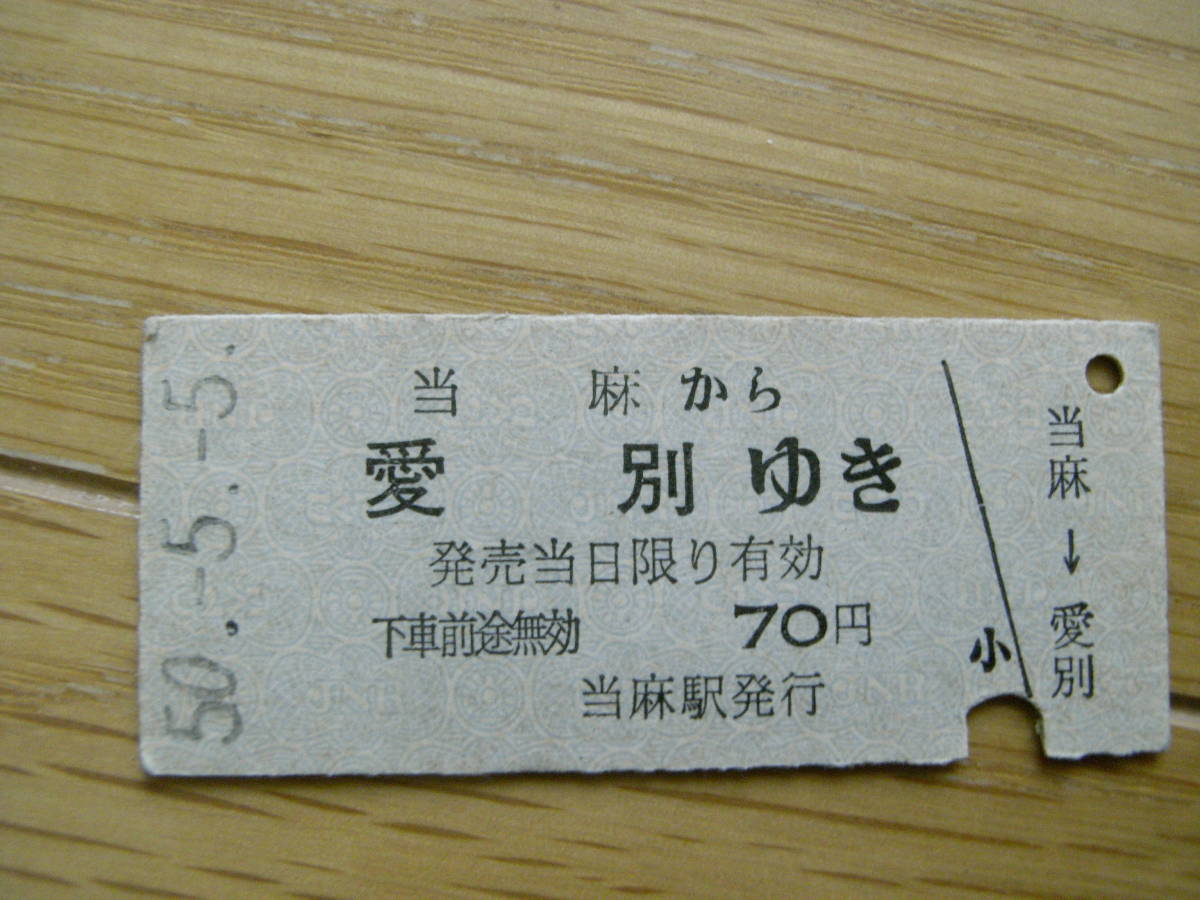 当麻から
愛別ゆき
発売当日限り有効
下車前途無効 70円
当麻駅発行
小
当麻→愛別
50.-5.-5.